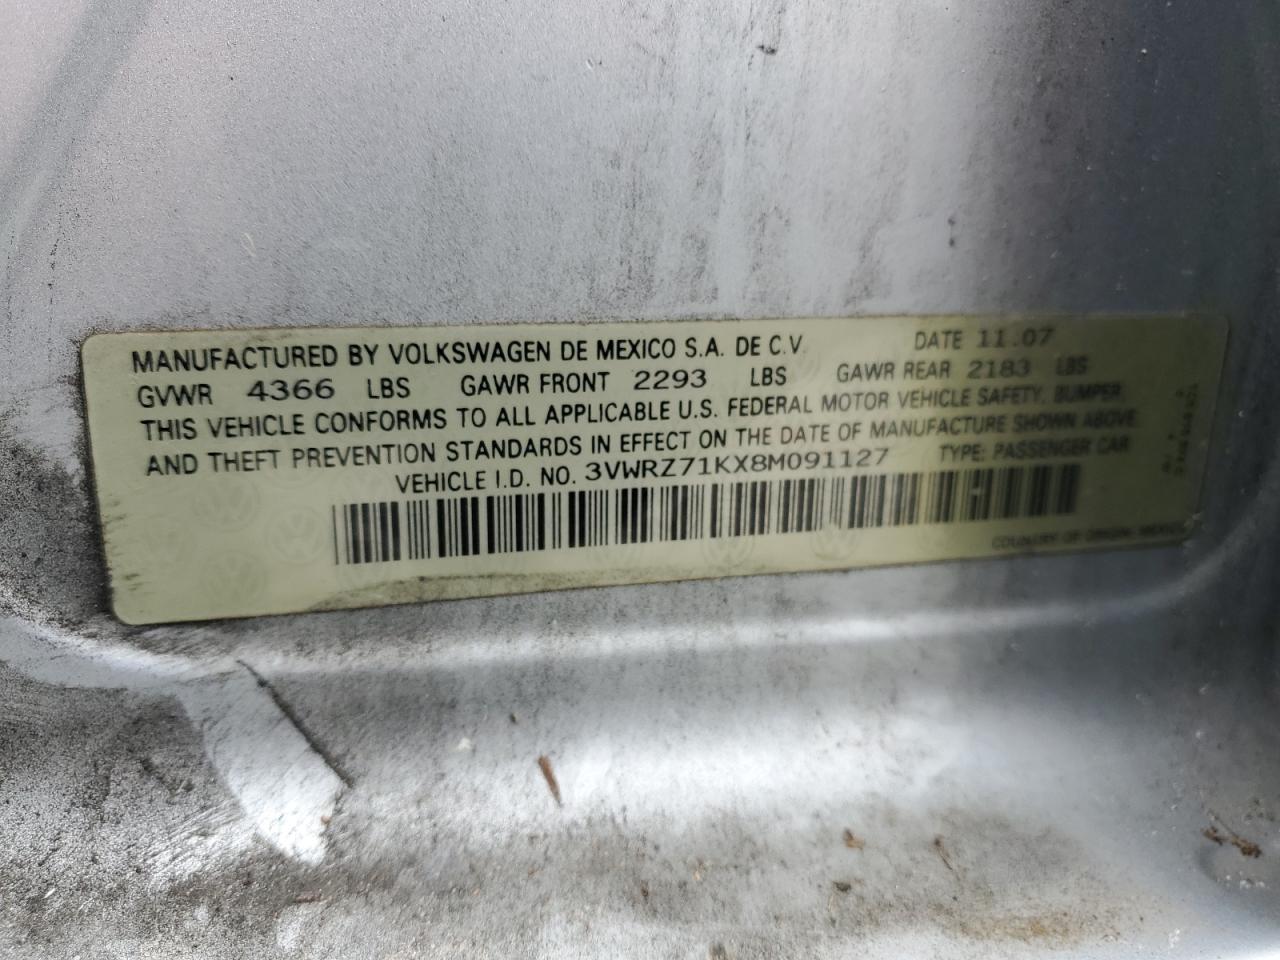 MANUFACTURED BY VOLKSWAGEN DE MEXICO S.A. DE C.V. DATE 11.07
GVWR 4366 LBS GAWR FRONT 2293 LBS GAWR REAR 2183 LBS
THIS VEHICLE CONFORMS TO ALL APPLICABLE U.S. FEDERAL MOTOR VEHICLE SAFETY, BUMPER,
AND THEFT PREVENTION STANDARDS IN EFFECT ON THE DATE OF MANUFACTURE SHOWN ABOVE.
VEHICLE I.D. NO. 3VWRZ71KX8M091127 TYPE: PASSENGER CAR
COUNTRY OF ORIGIN: MEXICO